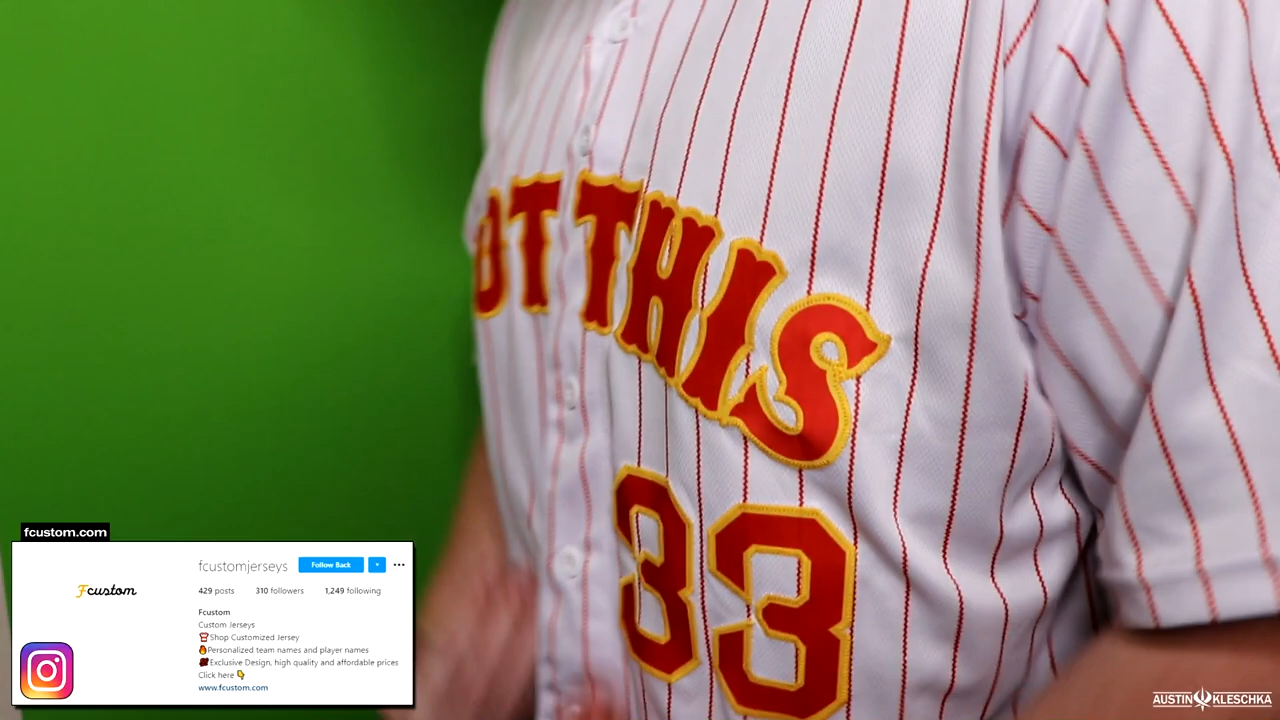 OT THIS
33
fcustom.com
Fcustom
fcustomjerseys
Follow Back
429 posts 310 followers 1,249 following
Fcustom
Custom Jerseys
Shop Customized Jersey
Personalized team names and player names
Exclusive Design, high quality and affordable prices
Click here
www.fcustom.com
AUSTIN KLESCHKA